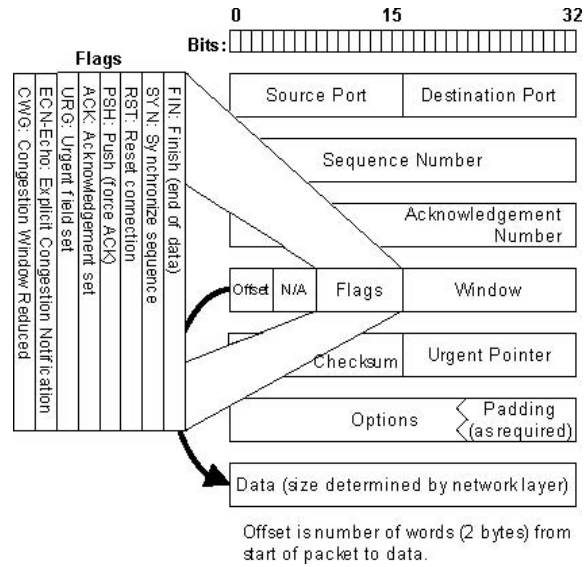 0 15 32
Bits:
Flags
CWG: Congestion Window Reduced
ECN-Echo: Explicit Congestion Notification
URG: Urgent field set
ACK: Acknowledgement set
PSH: Push (force ACK)
RST: Reset connection
SYN: Synchronize sequence
FIN: Finish (end of data)
Source Port Destination Port
Sequence Number
Acknowledgement
Number
Offset N/A Flags Window
Checksum Urgent Pointer
Options Padding
(as required)
Data (size determined by network layer)
Offset is number of words (2 bytes) from
start of packet to data.